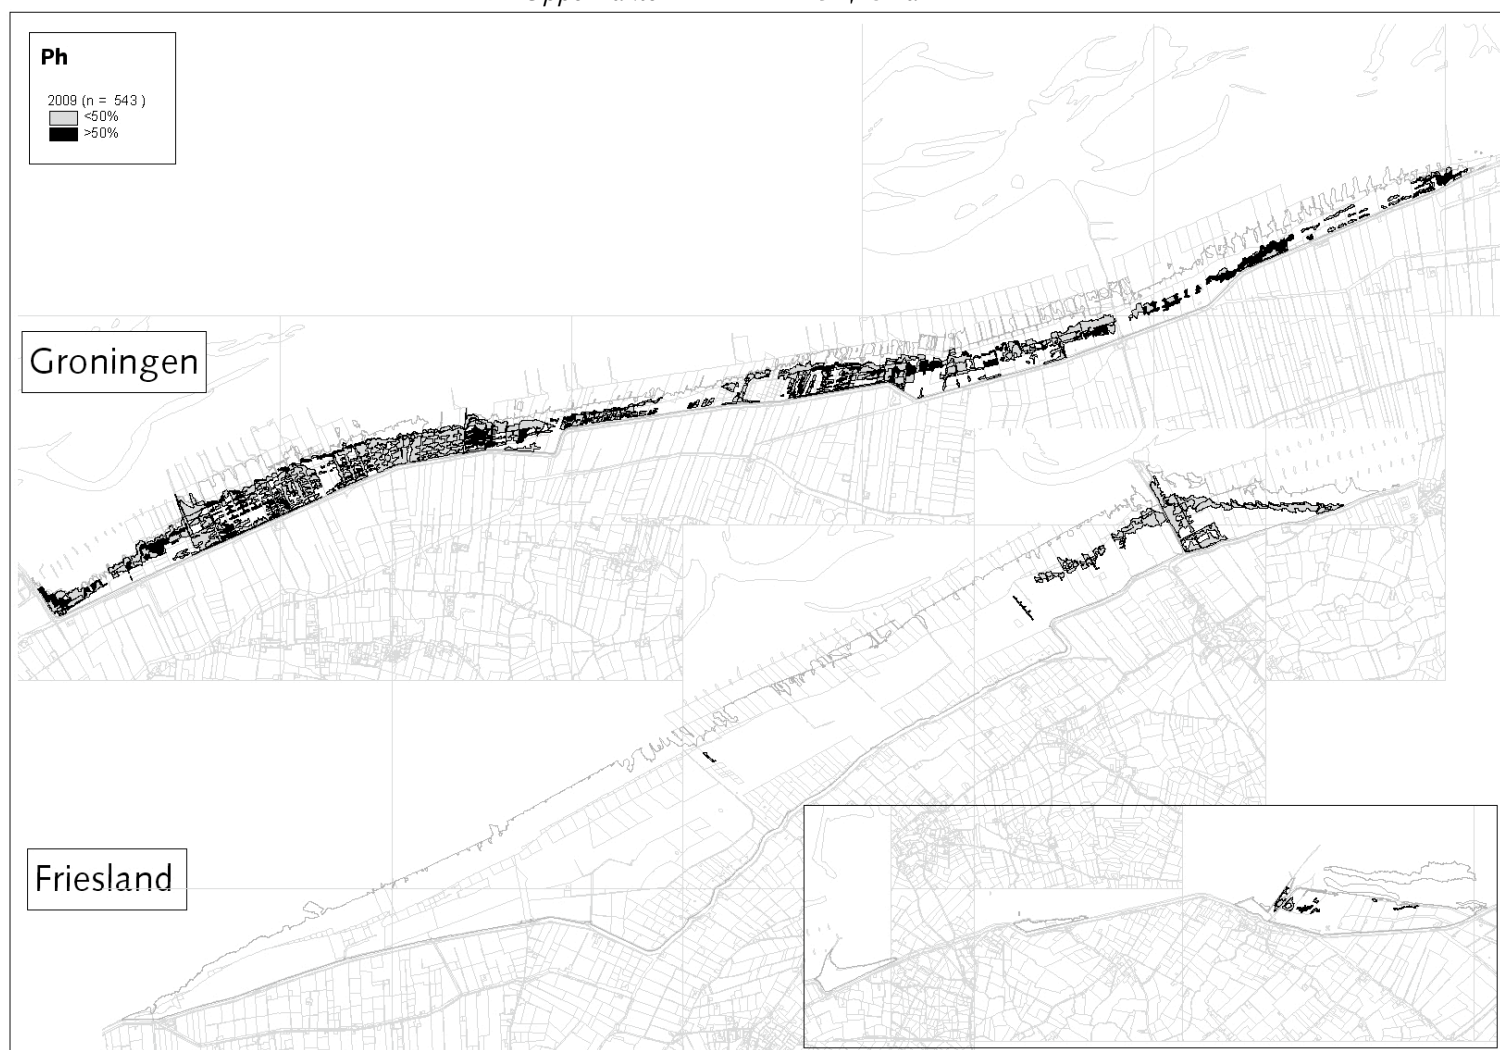 Ph
2009 (n = 543 )
<50%
>50%
Groningen
Friesland